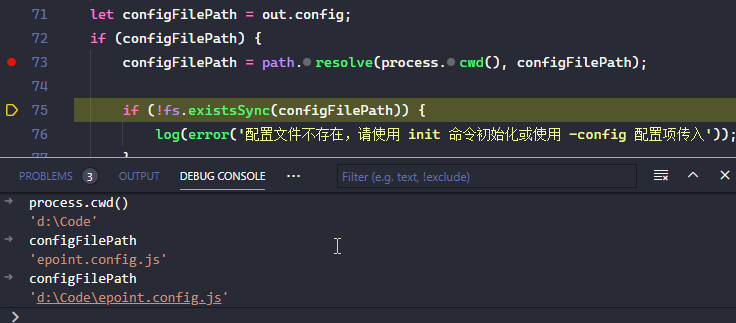 71 let configFilePath = out.config;
72 if (configFilePath) {
73 configFilePath = path.resolve(process.cwd(), configFilePath);
74
75 if (!fs.existsSync(configFilePath)) {
76 log(error('配置文件不存在，请使用 init 命令初始化或使用 -config 配置项传入'));
77 }
PROBLEMS 3 OUTPUT DEBUG CONSOLE ··· Filter (e.g. text, !exclude)
process.cwd()
'd:\Code'
configFilePath
'epoint.config.js'
configFilePath
'd:\Code\epoint.config.js'